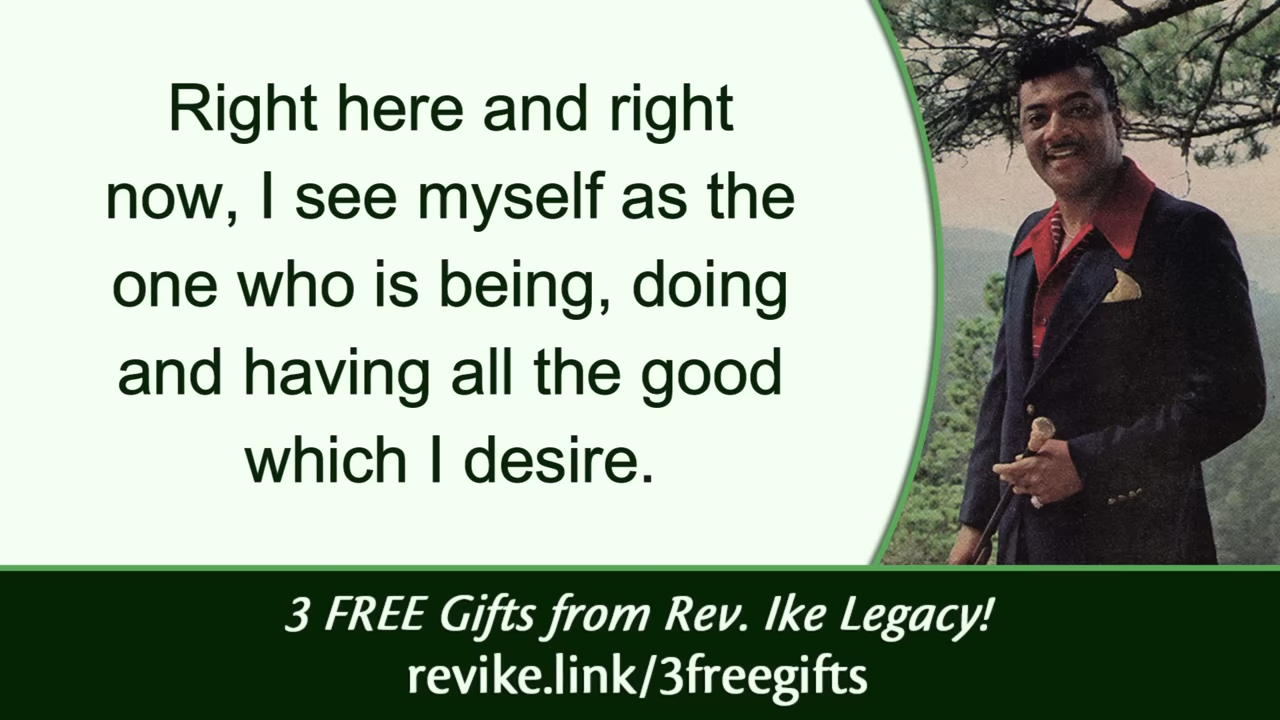 Right here and right
now, I see myself as the
one who is being, doing
and having all the good
which I desire.
3 FREE Gifts from Rev. Ike Legacy!
revike.link/3freegifts